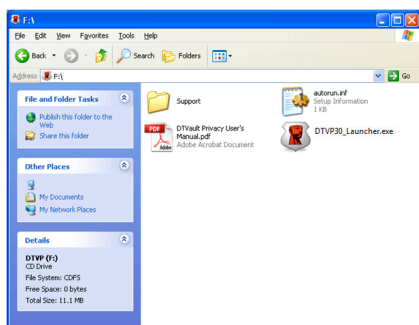 F:\
File Edit View Favorites Tools Help
Back Search Folders
Address F:\ Go
File and Folder Tasks
Publish this folder to the
Web
Share this folder
Other Places
My Documents
My Network Places
Details
DTVP (F:)
CD Drive
File System: CDFS
Free Space: 0 bytes
Total Size: 11.1 MB
Support
autorun.inf
Setup Information
1 KB
PDF
Adobe
DTVault Privacy User's
Manual.pdf
Adobe Acrobat Document
DTVP30_Launcher.exe